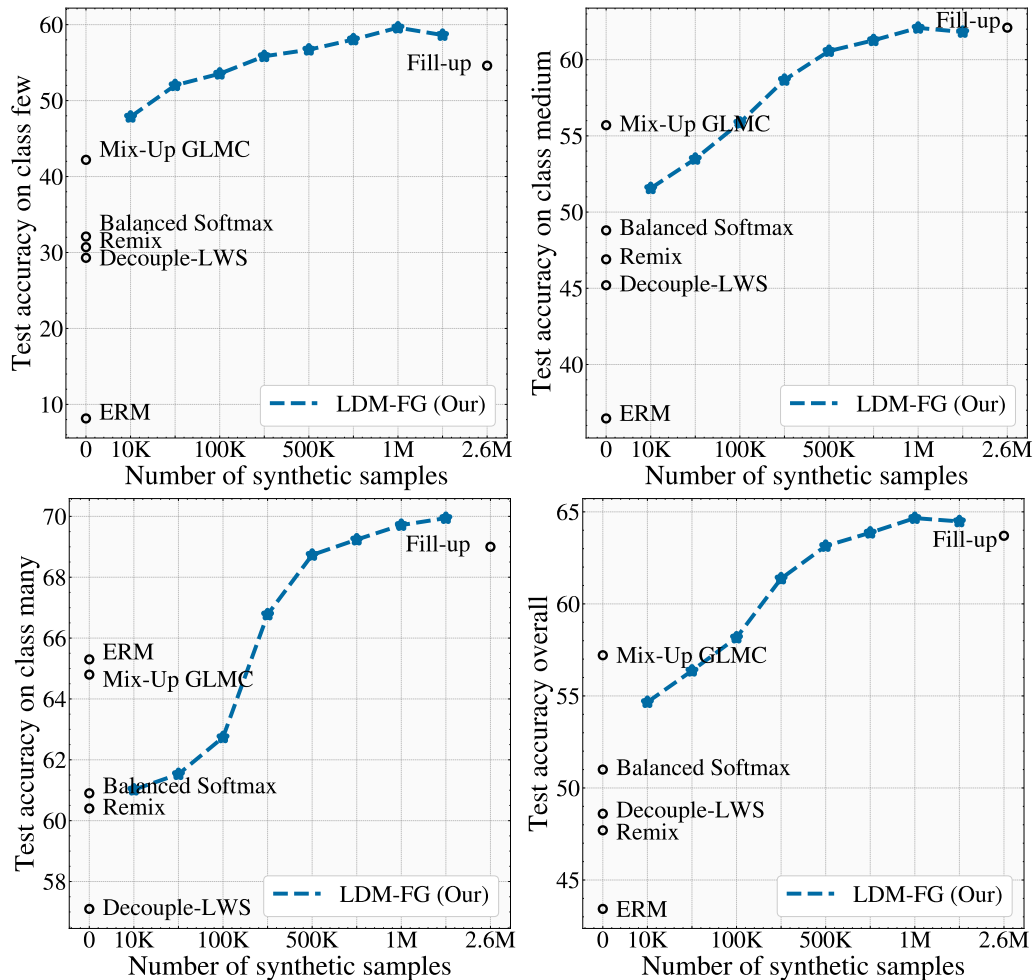 Test accuracy on class few
60
50
40
30
20
10
Fill-up
Mix-Up GLMC
Balanced Softmax
Remix
Decouple-LWS
ERM
LDM-FG (Our)
0 10K 100K 500K 1M 2.6M
Number of synthetic samples
Test accuracy on class medium
60
55
50
45
40
Fill-up
Mix-Up GLMC
Balanced Softmax
Remix
Decouple-LWS
ERM
LDM-FG (Our)
0 10K 100K 500K 1M 2.6M
Number of synthetic samples
Test accuracy on class many
70
68
66
64
62
60
58
Fill-up
ERM
Mix-Up GLMC
Balanced Softmax
Remix
Decouple-LWS
LDM-FG (Our)
0 10K 100K 500K 1M 2.6M
Number of synthetic samples
Test accuracy overall
65
60
55
50
45
Fill-up
Mix-Up GLMC
Balanced Softmax
Decouple-LWS
Remix
ERM
LDM-FG (Our)
0 10K 100K 500K 1M 2.6M
Number of synthetic samples